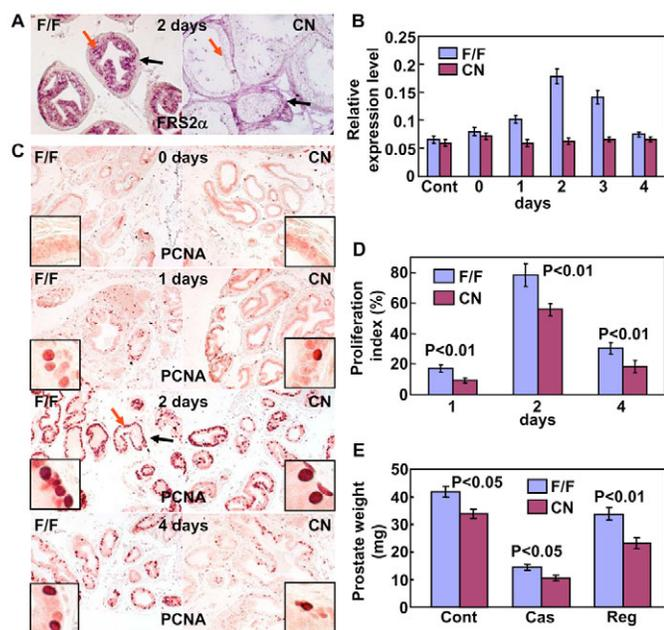 A
F/F 2 days CN
FRS2α
B
Relative expression level
0.25
0.20
0.15
0.10
0.05
0
F/F
CN
Cont 0 1 2 3 4
days
C
F/F 0 days CN
PCNA
1 days
PCNA
F/F 2 days CN
PCNA
F/F 4 days CN
PCNA
D
Proliferation index (%)
80
60
40
20
0
F/F
CN
P<0.01
P<0.01
P<0.01
1 2 4
days
E
Prostate weight (mg)
50
40
30
20
10
0
F/F
CN
P<0.05
P<0.05
P<0.01
Cont Cas Reg